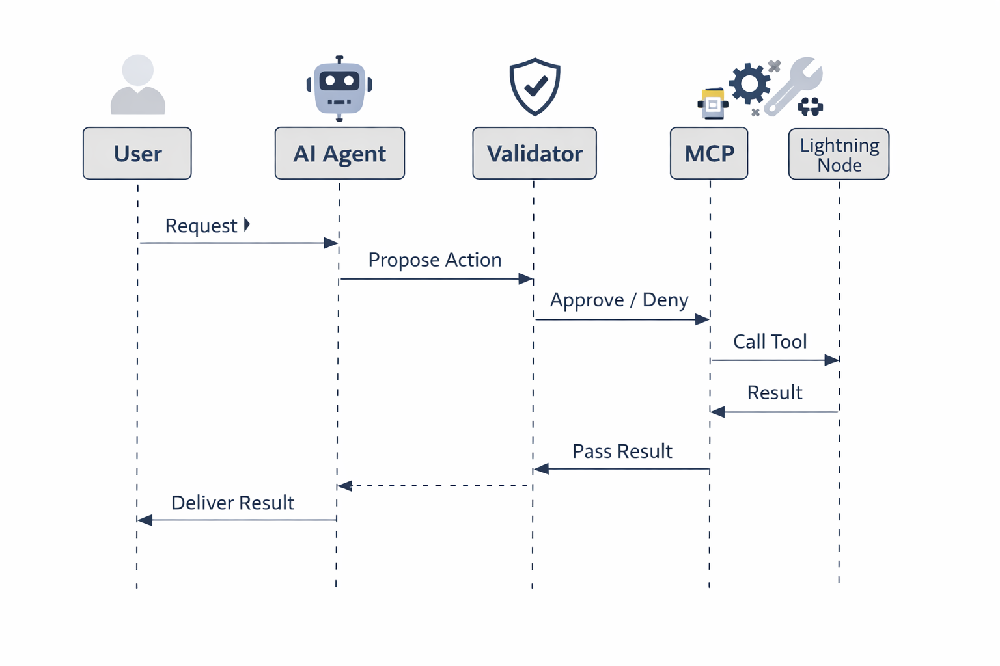 User
AI Agent
Validator
MCP
Lightning
Node
Request
Propose Action
Approve / Deny
Call Tool
Result
Pass Result
Deliver Result